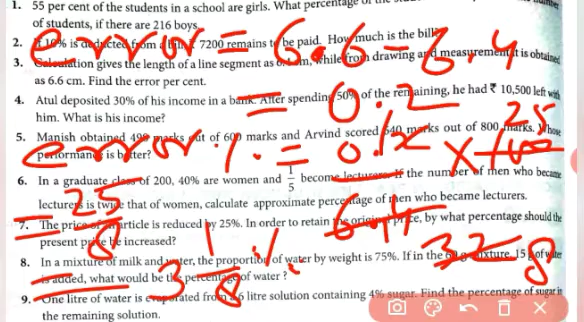 1. 55 per cent of the students in a school are girls. What percentage
number
of students, if there are 216 boys.
2. If 10% is deducted from a bill, ₹ 7200 remains to be paid. How much is the bill?
3. Calculation gives the length of a line segment as 6.4 cm, while from drawing and measurement it is obtained
as 6.6 cm. Find the error per cent.
4. Atul deposited 30% of his income in a bank. After spending 50% of the remaining, he had ₹ 10,500 left with
him. What is his income?
5. Manish obtained marks out of 600 marks and Arvind scored 540 marks out of 800 marks. Whose
performance is better?
6. In a graduate class of 200, 40% are women and 1/5 become lecturers. If the number of men who became
lecturers is twice that of women, calculate approximate percentage of men who became lecturers.
7. The price of article is reduced by 25%. In order to retain the original price, by what percentage should the
present price be increased?
8. In a mixture of milk and water, the proportion of water by weight is 75%. If in the mixture, 15 g of water
is added, what would be the percentage of water ?
9. One litre of water is evaporated from 6 litre solution containing 4% sugar. Find the percentage of sugar in
the remaining solution.
error = 6.6 - 6.4
= 0.2
error % = 0.2 × 100
6.4
25
32
8
= 25/8
= 3 1/8 %